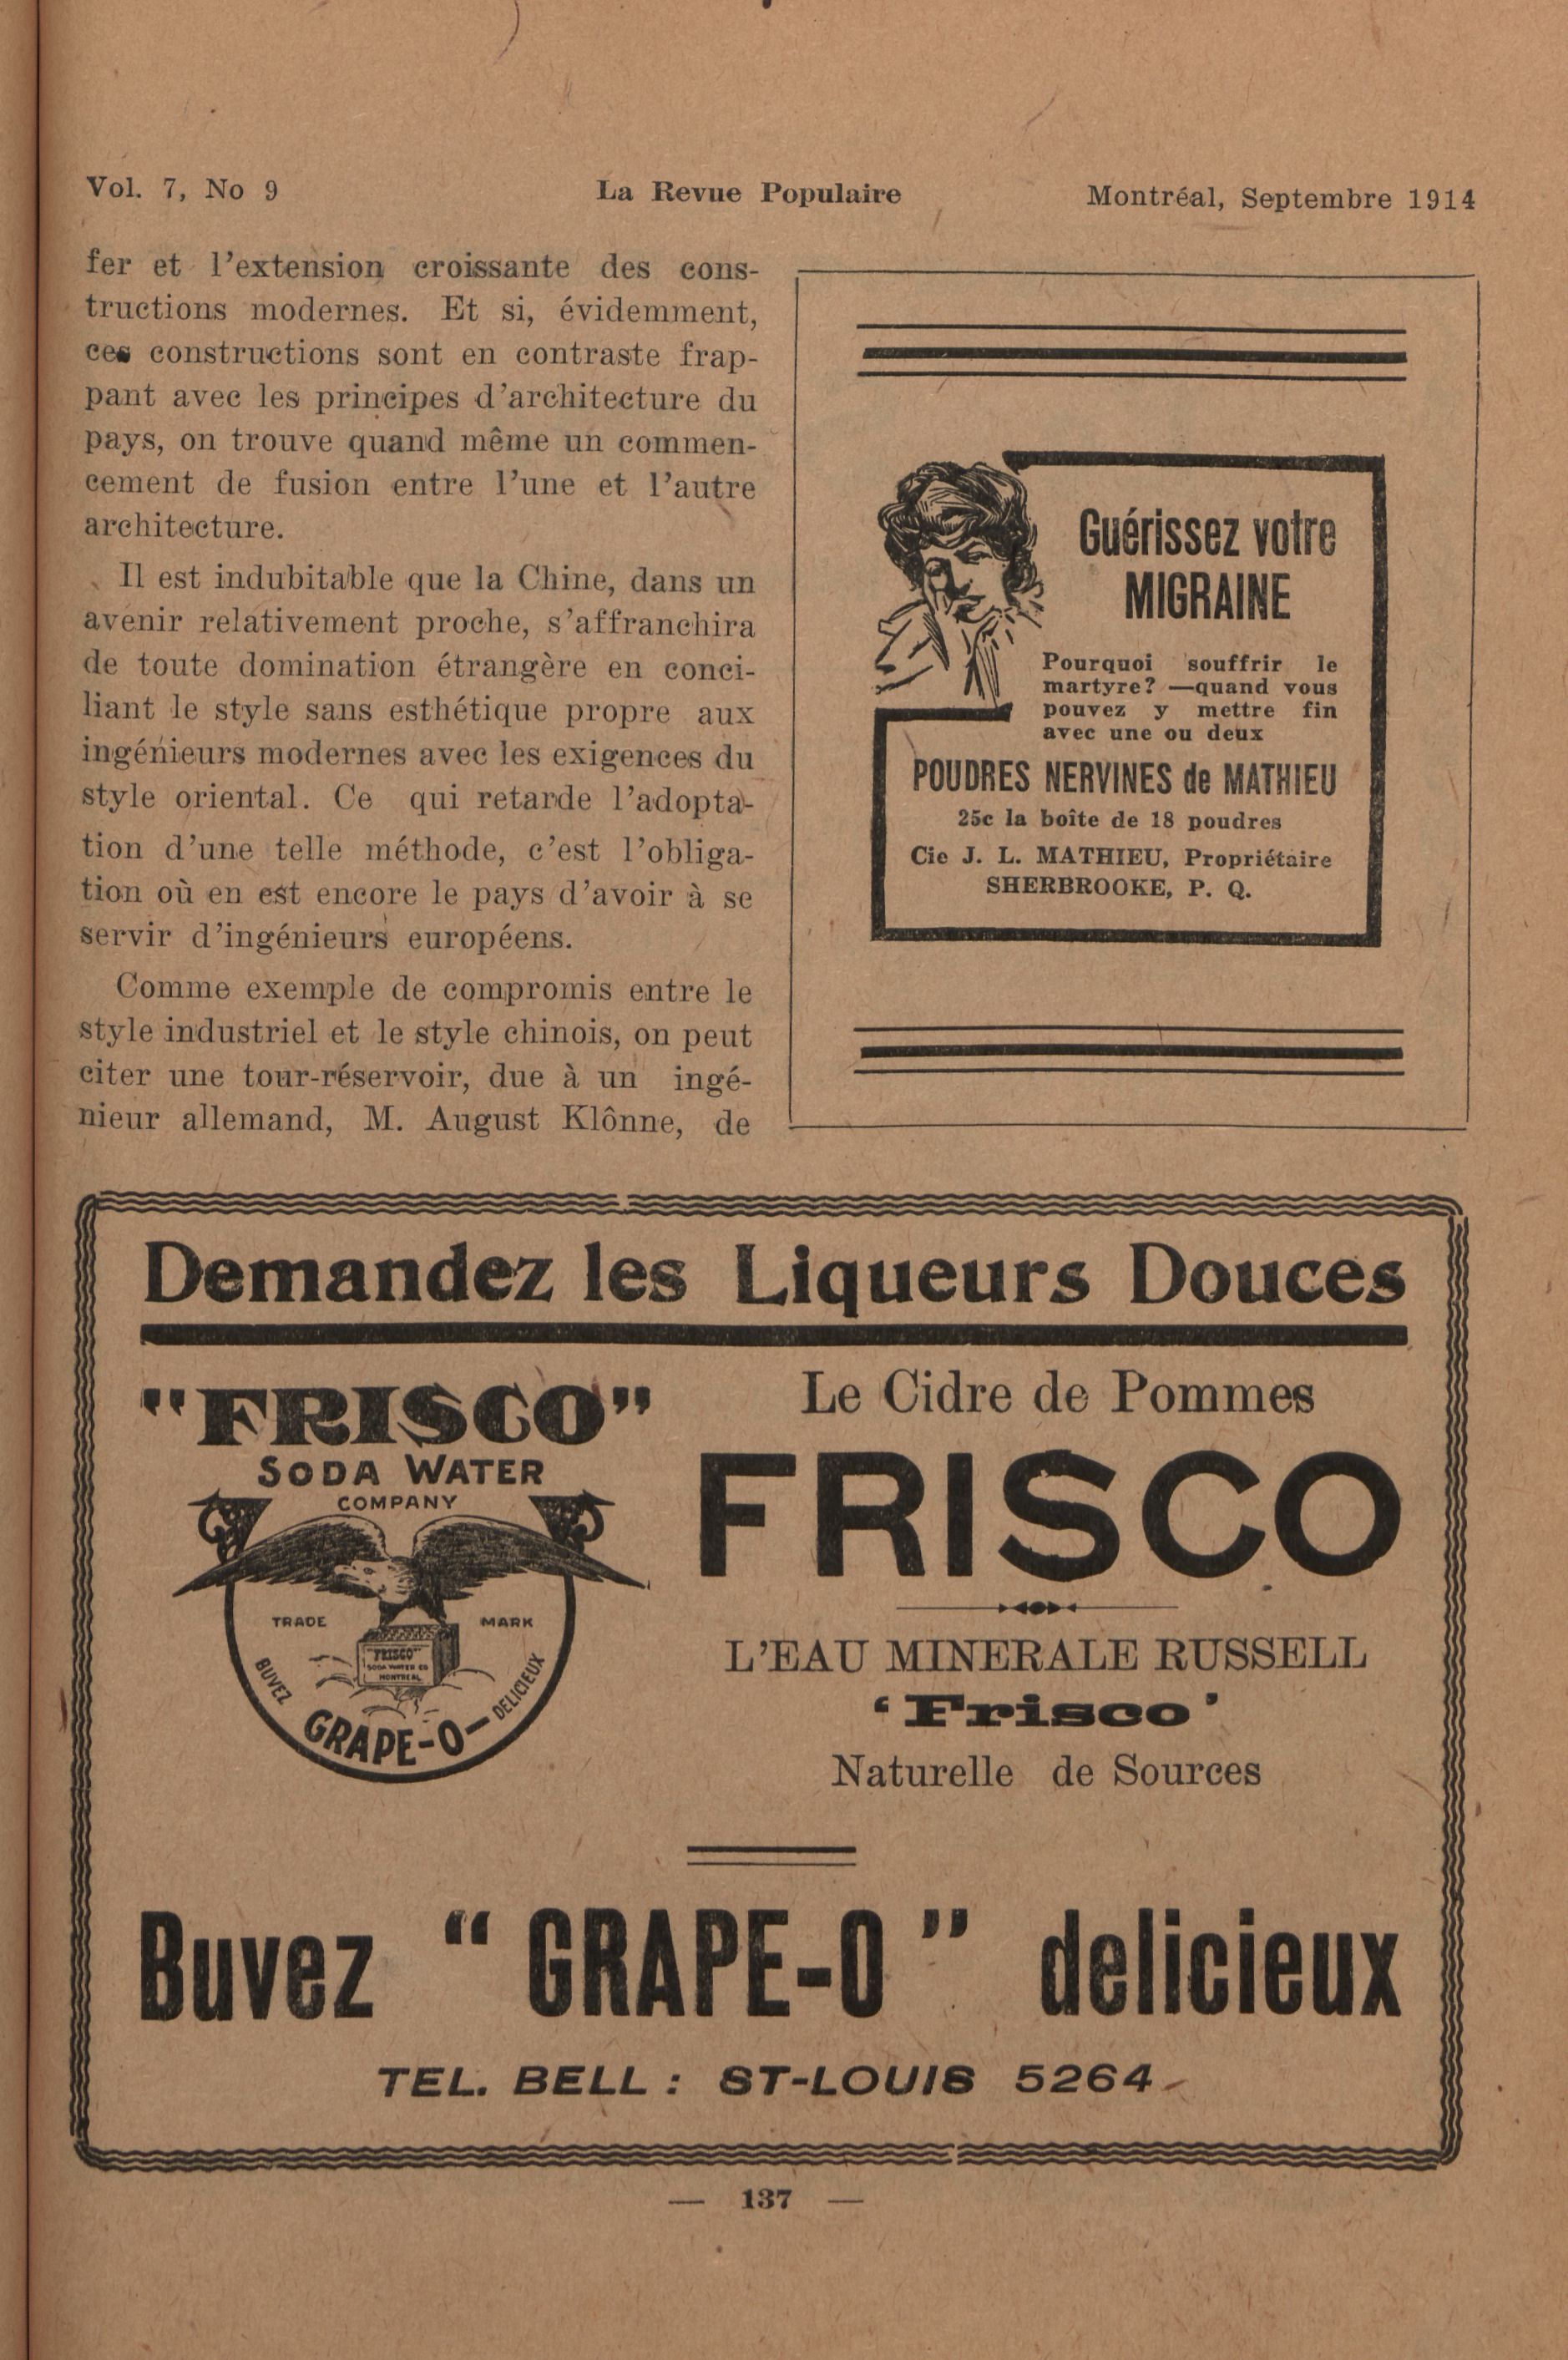 Vol. 7, No 9
La Revue Populaire
Montréal, Septembre 1914
fer et l'extension croissante des cons-
tructions modernes. Et si, évidemment,
ces constructions sont en contraste frap-
pant avec les principes d'architecture du
pays, on trouve quand même un commen-
cement de fusion entre l'une et l'autre
architecture.
Il est indubitable que la Chine, dans un
avenir relativement proche, s'affranchira
de toute domination étrangère en conci-
liant le style sans esthétique propre aux
ingénieurs modernes avec les exigences du
style oriental. Ce qui retarde l'adopta-
tion d'une telle méthode, c'est l'obliga-
tion où en est encore le pays d'avoir à se
servir d'ingénieurs européens.
Comme exemple de compromis entre le
style industriel et le style chinois, on peut
citer une tour-réservoir, due à un ingé-
nieur allemand, M. August Klônne, de
Guérissez votre
MIGRAINE
Pourquoi souffrir le
martyre? —quand vous
pouvez y mettre fin
avec une ou deux
POUDRES NERVINES de MATHIEU
25c la boîte de 18 poudres
Cie J. L. MATHIEU, Propriétaire
SHERBROOKE, P. Q.
Demandez les Liqueurs Douces
"FRISCO"
SODA WATER
COMPANY
TRADE MARK
"FRISCO"
SODA WATER CO
MONTREAL
BUVEZ
GRAPE-O-
DELICIEUX
Le Cidre de Pommes
FRISCO
L'EAU MINERALE RUSSELL
'Frisco'
Naturelle de Sources
Buvez "GRAPE-O" delicieux
TEL. BELL : ST-LOUIS 5264
— 137 —